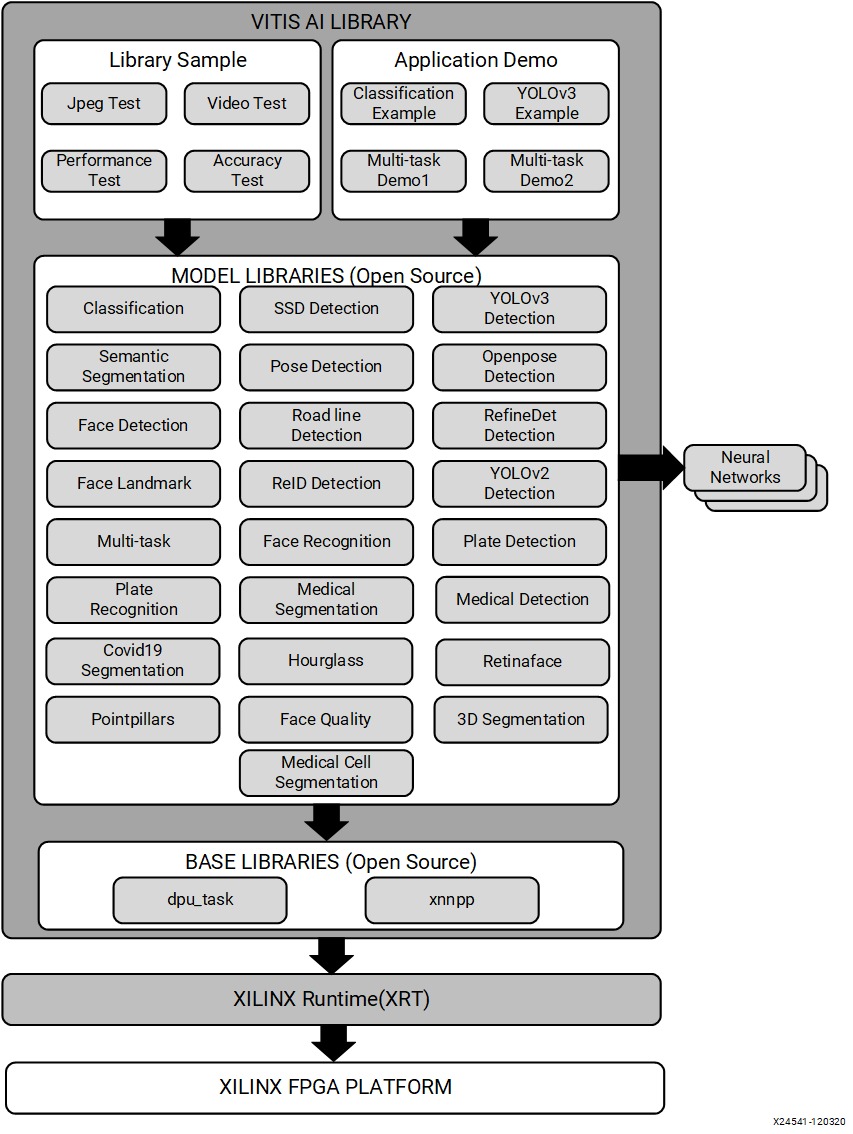 VITIS AI LIBRARY
Library Sample
Jpeg Test
Video Test
Performance
Test
Accuracy
Test
Application Demo
Classification
Example
YOLOv3
Example
Multi-task
Demo1
Multi-task
Demo2
MODEL LIBRARIES (Open Source)
Classification
SSD Detection
YOLOv3
Detection
Semantic
Segmentation
Pose Detection
Openpose
Detection
Face Detection
Road line
Detection
RefineDet
Detection
Face Landmark
ReID Detection
YOLOv2
Detection
Multi-task
Face Recognition
Plate Detection
Plate
Recognition
Medical
Segmentation
Medical Detection
Covid19
Segmentation
Hourglass
Retinaface
Pointpillars
Face Quality
3D Segmentation
Medical Cell
Segmentation
Neural
Networks
BASE LIBRARIES (Open Source)
dpu_task
xnnpp
XILINX Runtime(XRT)
XILINX FPGA PLATFORM
X24541-120320